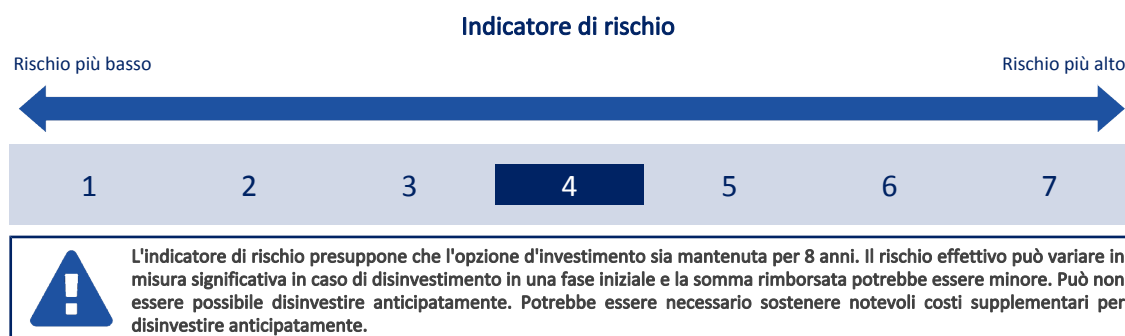 Indicatore di rischio
Rischio più basso
Rischio più alto
1 2 3 4 5 6 7
L'indicatore di rischio presuppone che l'opzione d'investimento sia mantenuta per 8 anni. Il rischio effettivo può variare in
misura significativa in caso di disinvestimento in una fase iniziale e la somma rimborsata potrebbe essere minore. Può non
essere possibile disinvestire anticipatamente. Potrebbe essere necessario sostenere notevoli costi supplementari per
disinvestire anticipatamente.